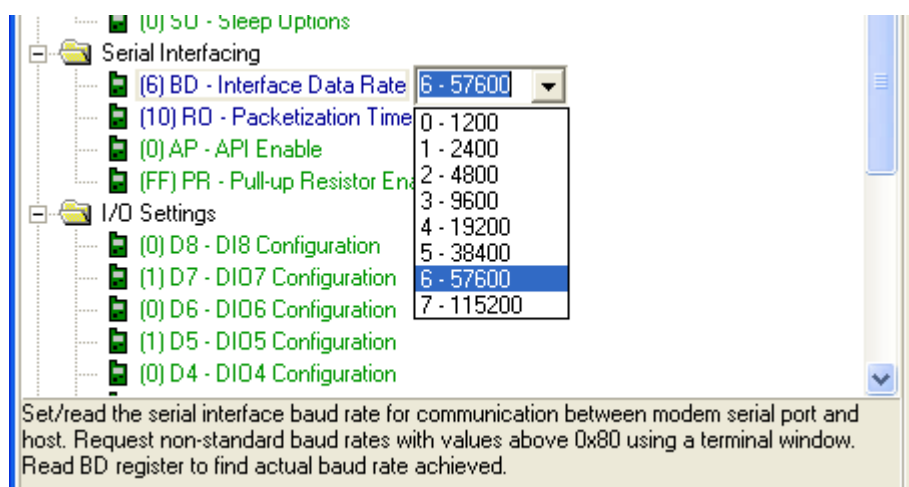 (0) SO - Sleep Options
Serial Interfacing
(6) BD - Interface Data Rate 6 - 57600
(10) RO - Packetization Time
(0) AP - API Enable
(FF) PR - Pull-up Resistor Ena
0 - 1200
1 - 2400
2 - 4800
3 - 9600
4 - 19200
5 - 38400
6 - 57600
7 - 115200
I/O Settings
(0) D8 - DI8 Configuration
(1) D7 - DIO7 Configuration
(0) D6 - DIO6 Configuration
(1) D5 - DIO5 Configuration
(0) D4 - DIO4 Configuration
Set/read the serial interface baud rate for communication between modem serial port and
host. Request non-standard baud rates with values above 0x80 using a terminal window.
Read BD register to find actual baud rate achieved.